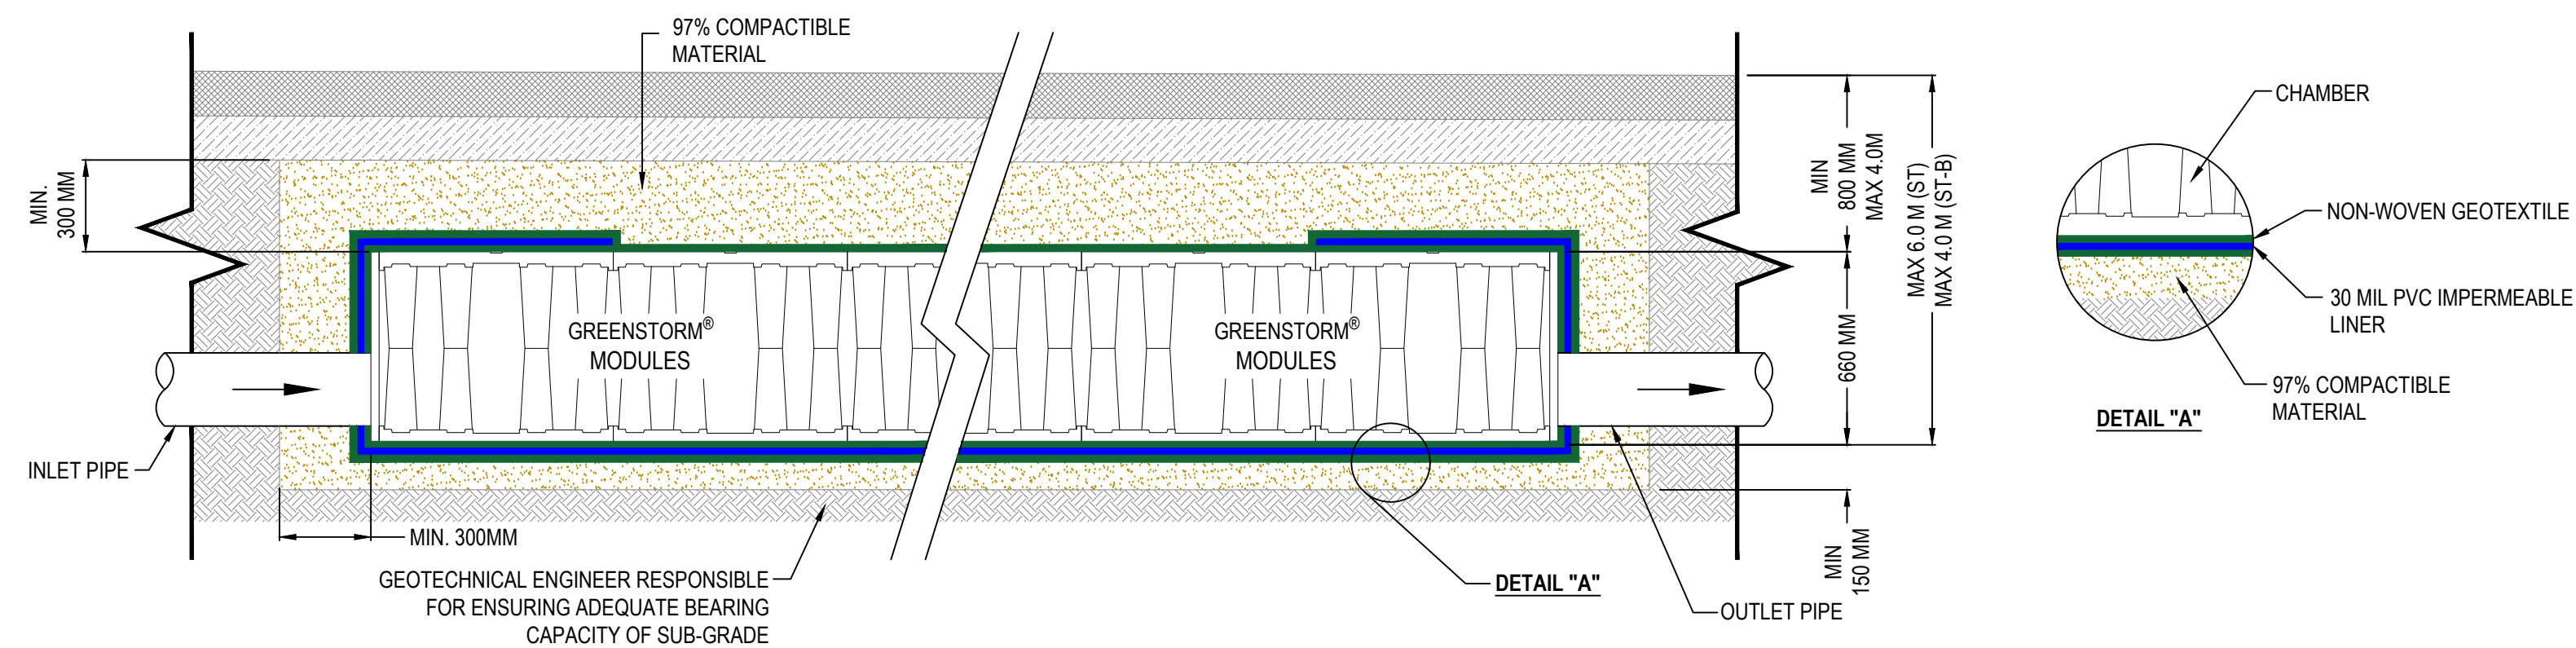 97% COMPACTIBLE
MATERIAL
MIN.
300 MM
GREENSTORM®
MODULES
GREENSTORM®
MODULES
INLET PIPE
MIN. 300MM
GEOTECHNICAL ENGINEER RESPONSIBLE
FOR ENSURING ADEQUATE BEARING
CAPACITY OF SUB-GRADE
DETAIL "A"
OUTLET PIPE
MIN
800 MM
MAX 4.0M
660 MM
MIN
150 MM
MAX 6.0 M (ST)
MAX 4.0 M (ST-B)
CHAMBER
NON-WOVEN GEOTEXTILE
30 MIL PVC IMPERMEABLE
LINER
97% COMPACTIBLE
MATERIAL
DETAIL "A"